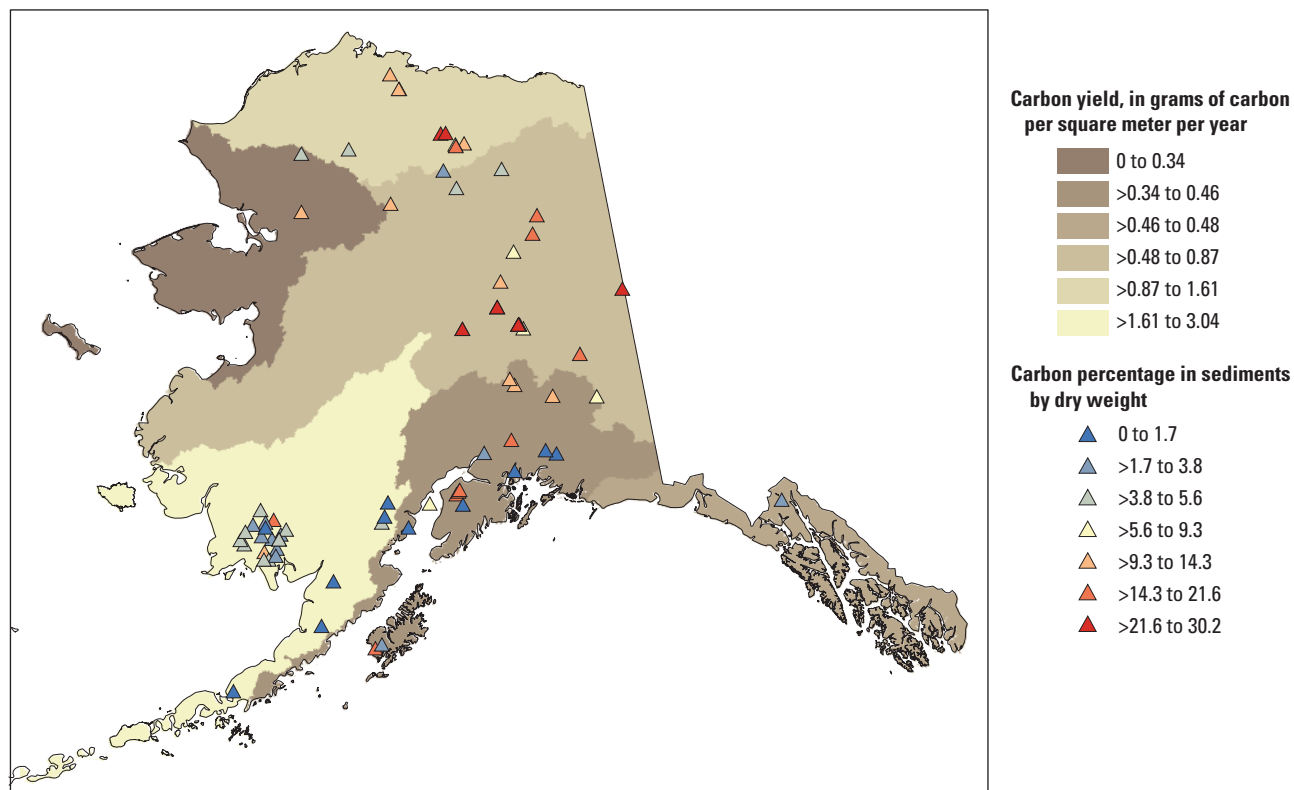 Carbon yield, in grams of carbon
per square meter per year
0 to 0.34
>0.34 to 0.46
>0.46 to 0.48
>0.48 to 0.87
>0.87 to 1.61
>1.61 to 3.04
Carbon percentage in sediments
by dry weight
0 to 1.7
>1.7 to 3.8
>3.8 to 5.6
>5.6 to 9.3
>9.3 to 14.3
>14.3 to 21.6
>21.6 to 30.2